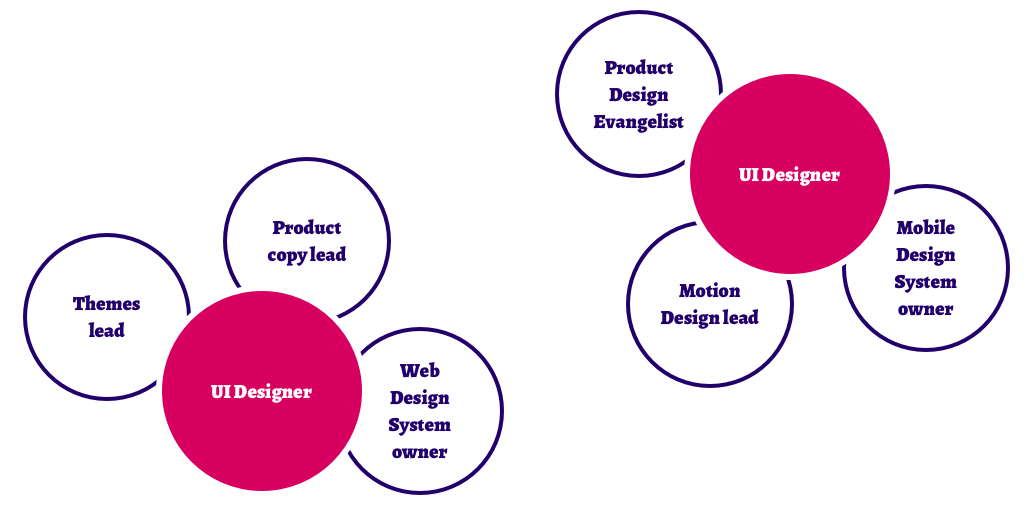 Themes
lead
Product
copy lead
UI Designer
Web
Design
System
owner
Product
Design
Evangelist
UI Designer
Motion
Design lead
Mobile
Design
System
owner